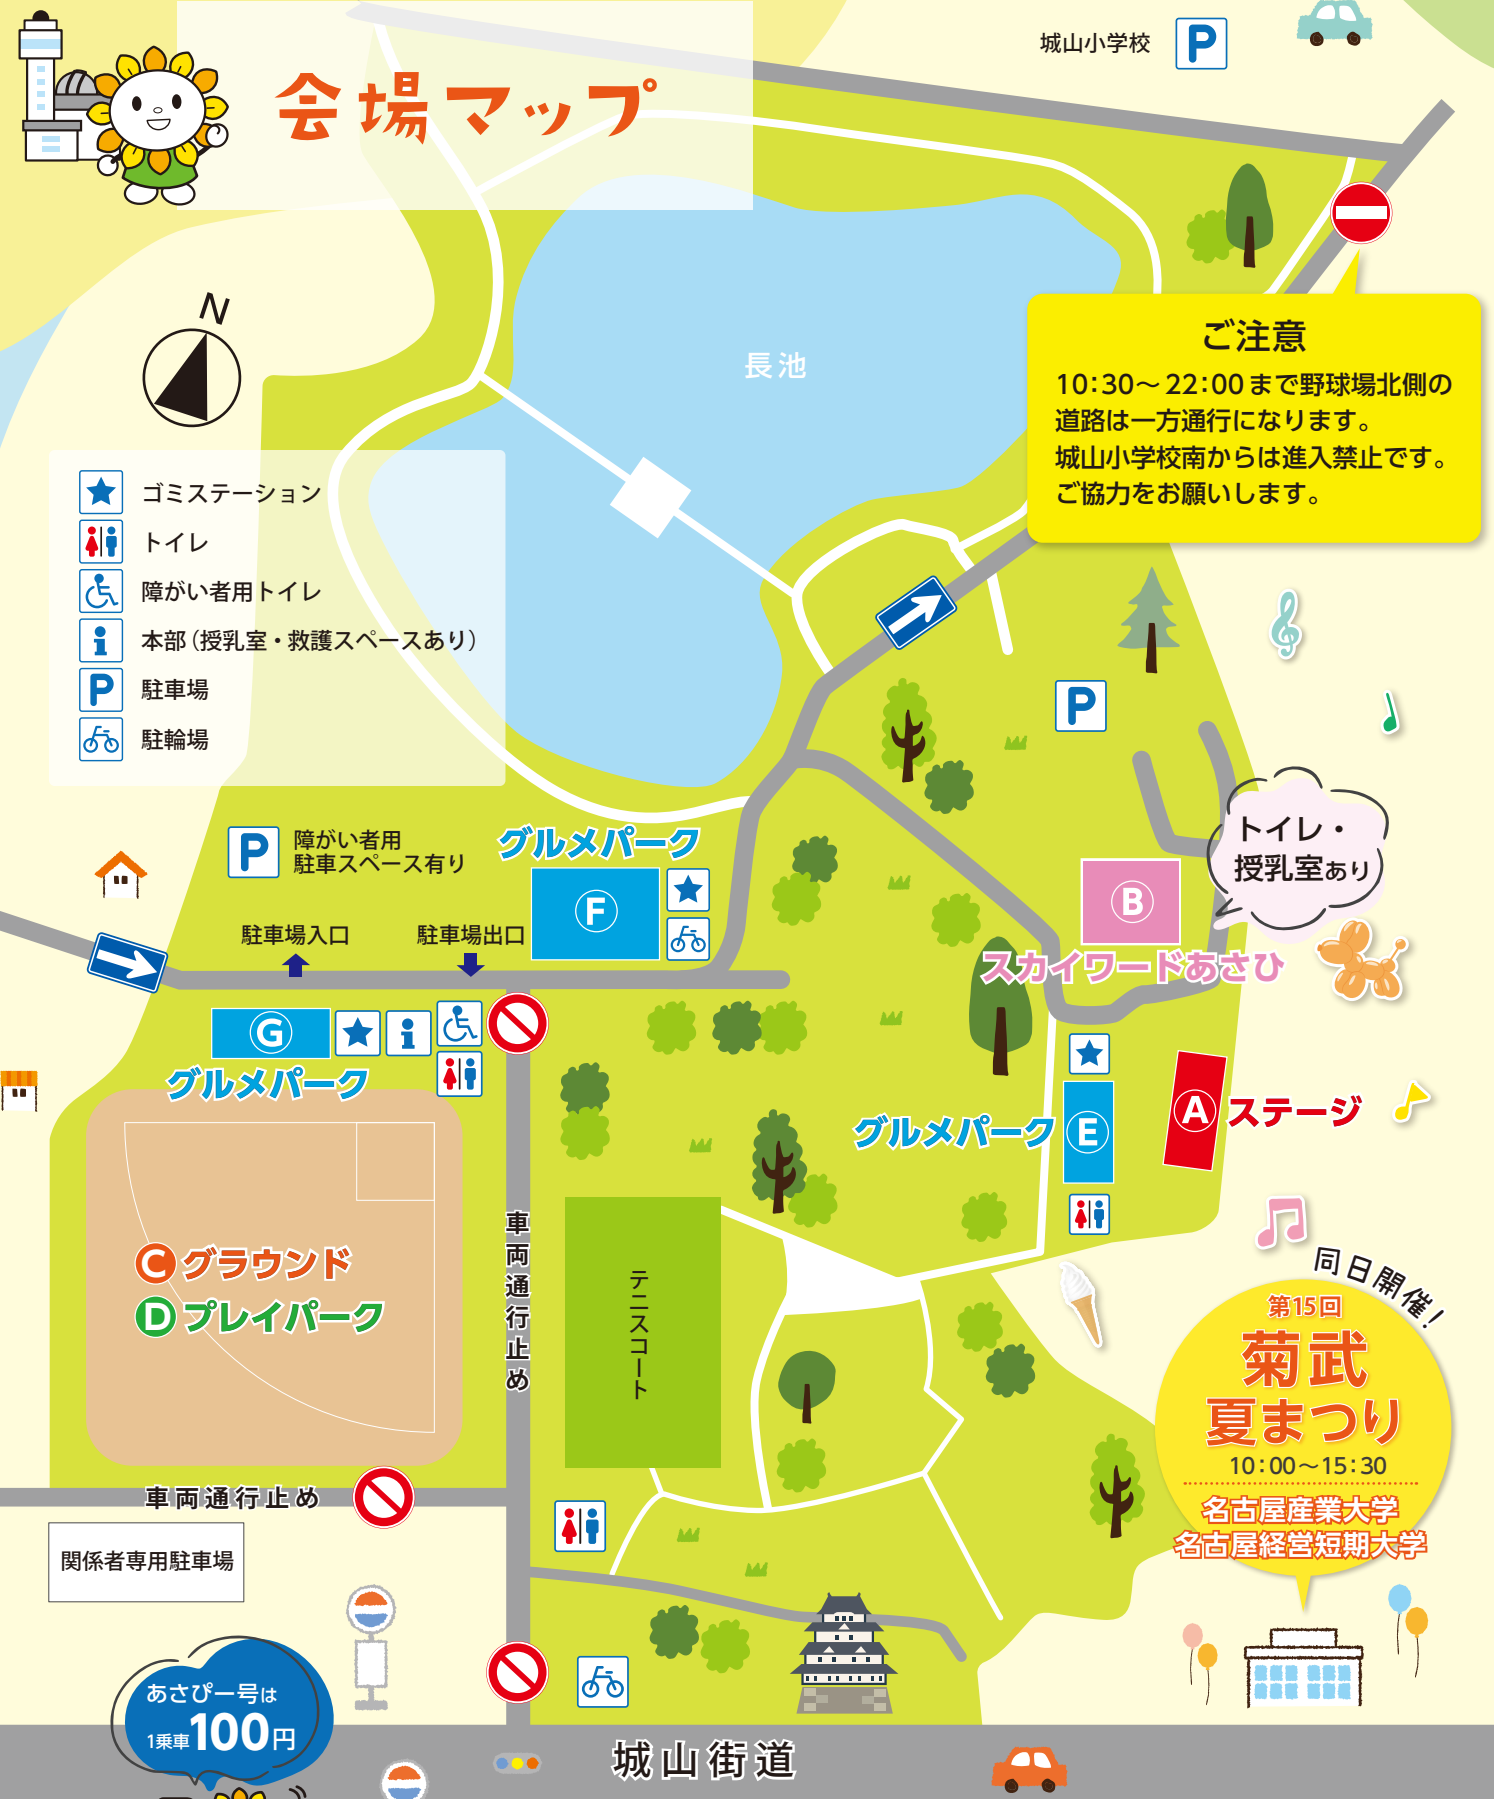 会場マップ
城山小学校
P
N
長池
ご注意
10:30〜22:00まで野球場北側の
道路は一方通行になります。
城山小学校南からは進入禁止です。
ご協力をお願いします。
ゴミステーション
トイレ
障がい者用トイレ
本部（授乳室・救護スペースあり）
P
駐車場
駐輪場
P
トイレ・
授乳室あり
P
障がい者用
駐車スペース有り
グルメパーク
F
B
スカイワードあさひ
駐車場入口
駐車場出口
G
グルメパーク
グルメパーク
E
A
ステージ
C グラウンド
D プレイパーク
車両通行止め
テニスコート
車両通行止め
関係者専用駐車場
同日開催！
第15回
菊武
夏まつり
10:00〜15:30
名古屋産業大学
名古屋経営短期大学
あさぴー号は
1乗車100円
城山街道